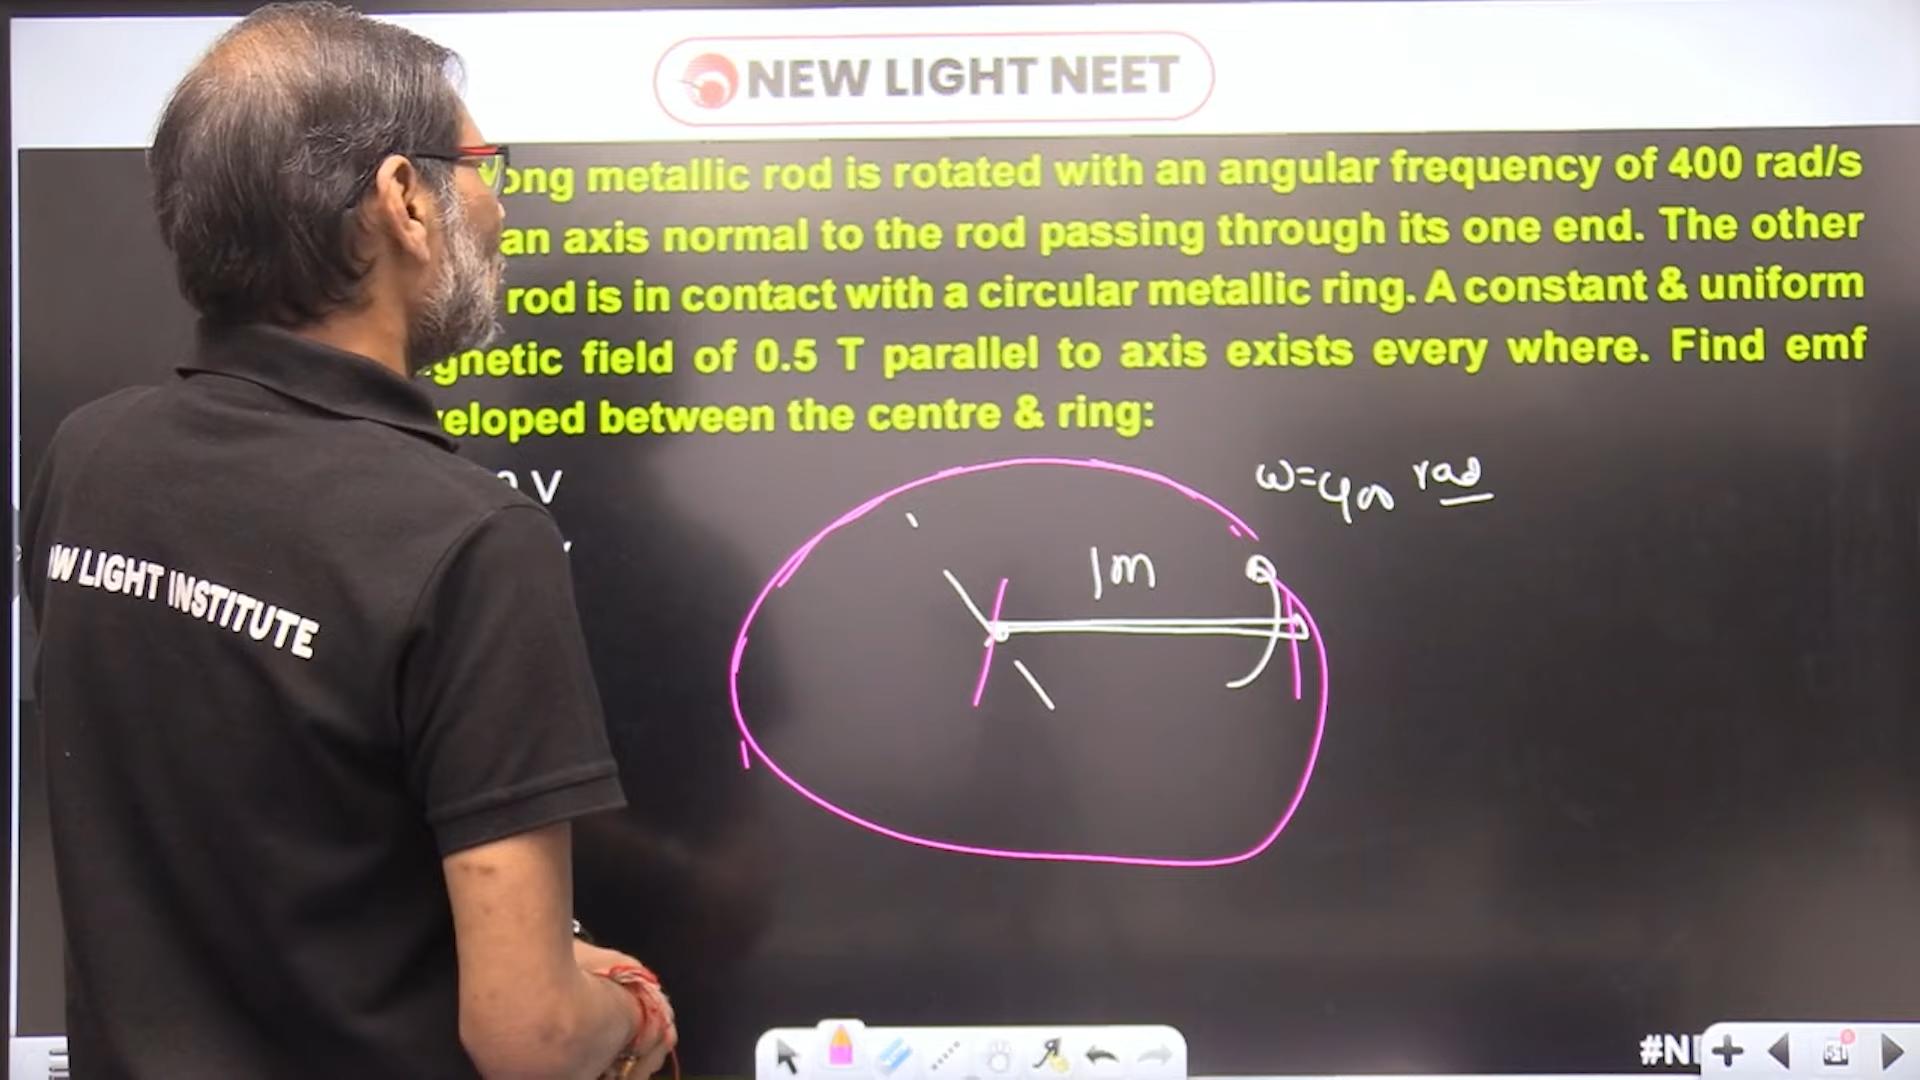 NEW LIGHT NEET
ong metallic rod is rotated with an angular frequency of 400 rad/s
an axis normal to the rod passing through its one end. The other
rod is in contact with a circular metallic ring. A constant & uniform
gnetic field of 0.5 T parallel to axis exists every where. Find emf
veloped between the centre & ring:
V
ω=400 rad
1m
W LIGHT INSTITUTE
#N